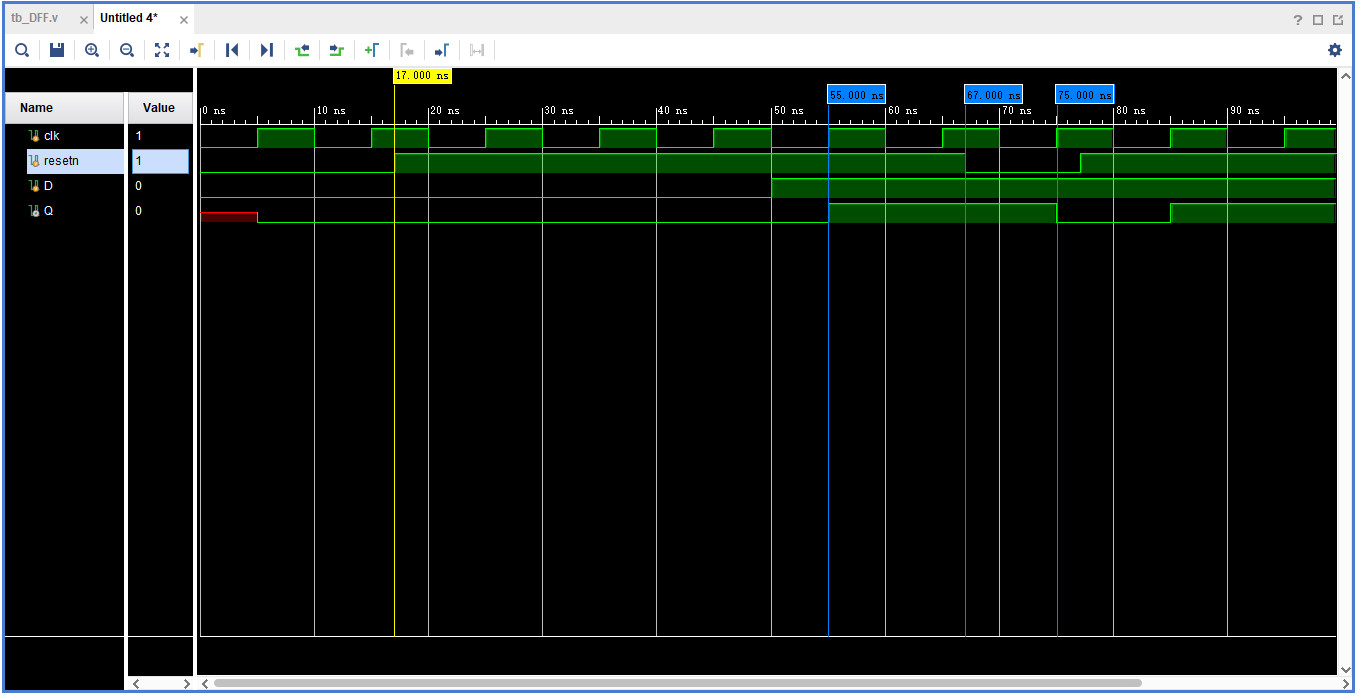 tb_DFF.v
Untitled 4*
?
17.000 ns
55.000 ns
67.000 ns
75.000 ns
Name
Value
0 ns
10 ns
20 ns
30 ns
40 ns
50 ns
60 ns
70 ns
80 ns
90 ns
clk
1
resetn
1
D
0
Q
0